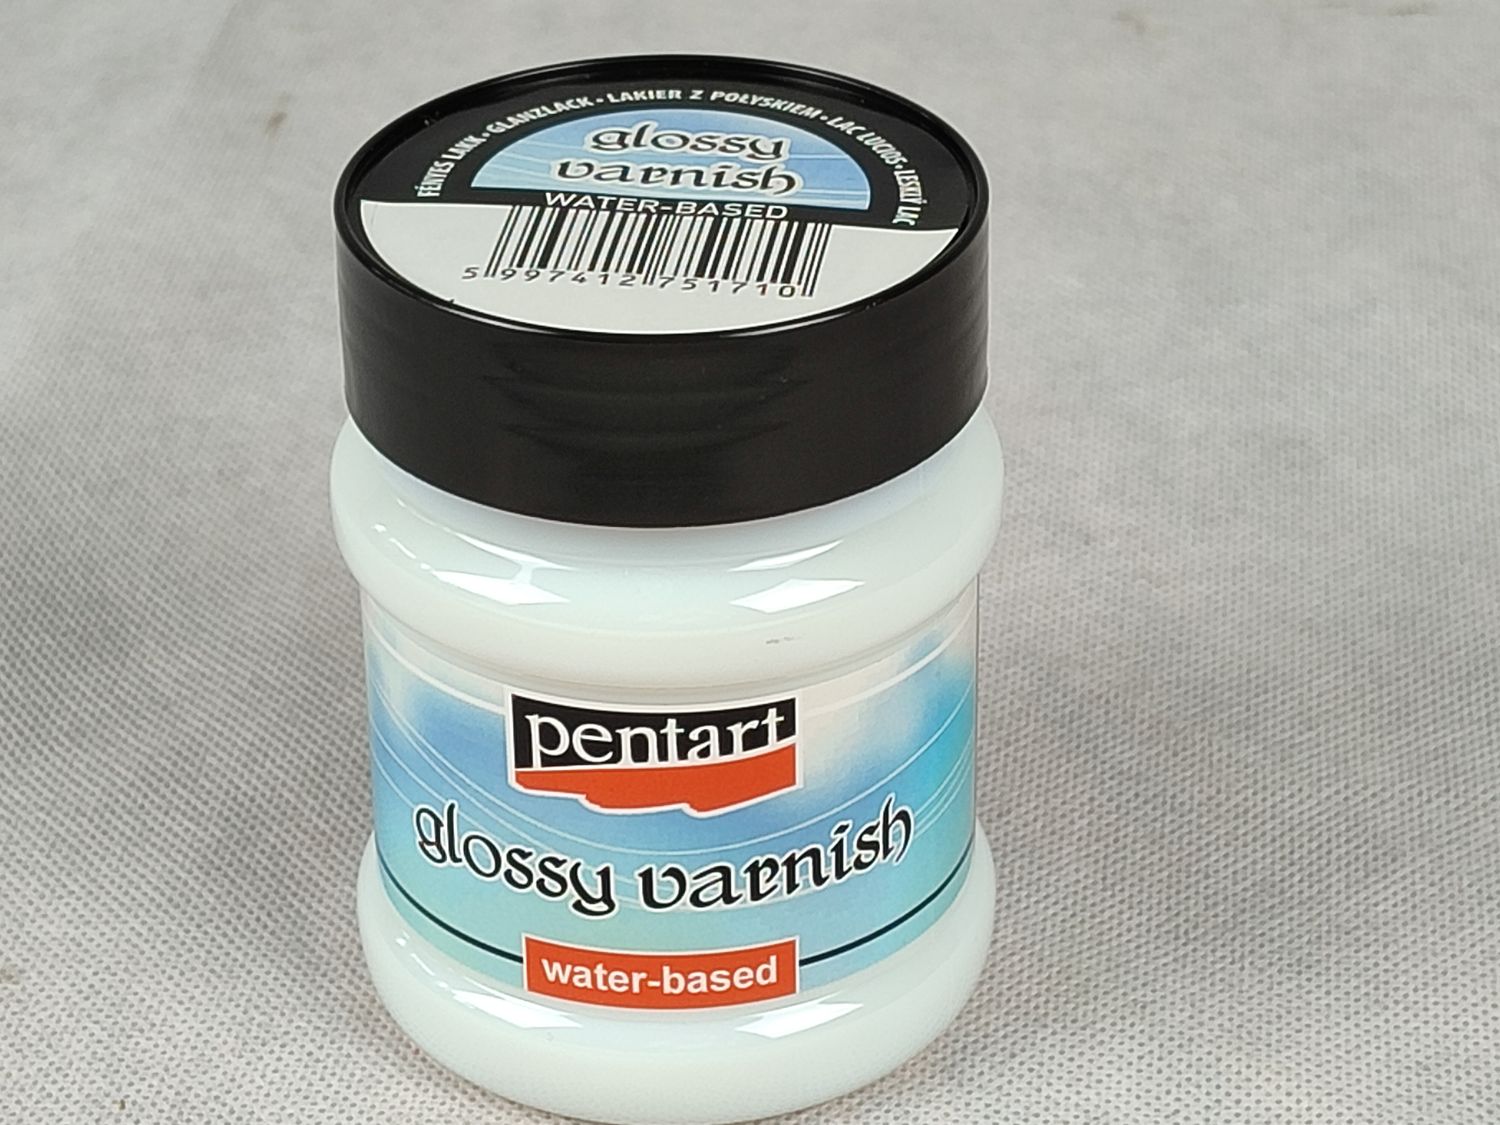 FÉNYES LAKK • GLANZLACK • LAKIER Z POŁYSKIEM • LAC LUCIOS • LESKLÝ LAK
glossy
varnish
WATER-BASED
5 997412 751710
pentart
glossy varnish
water-based